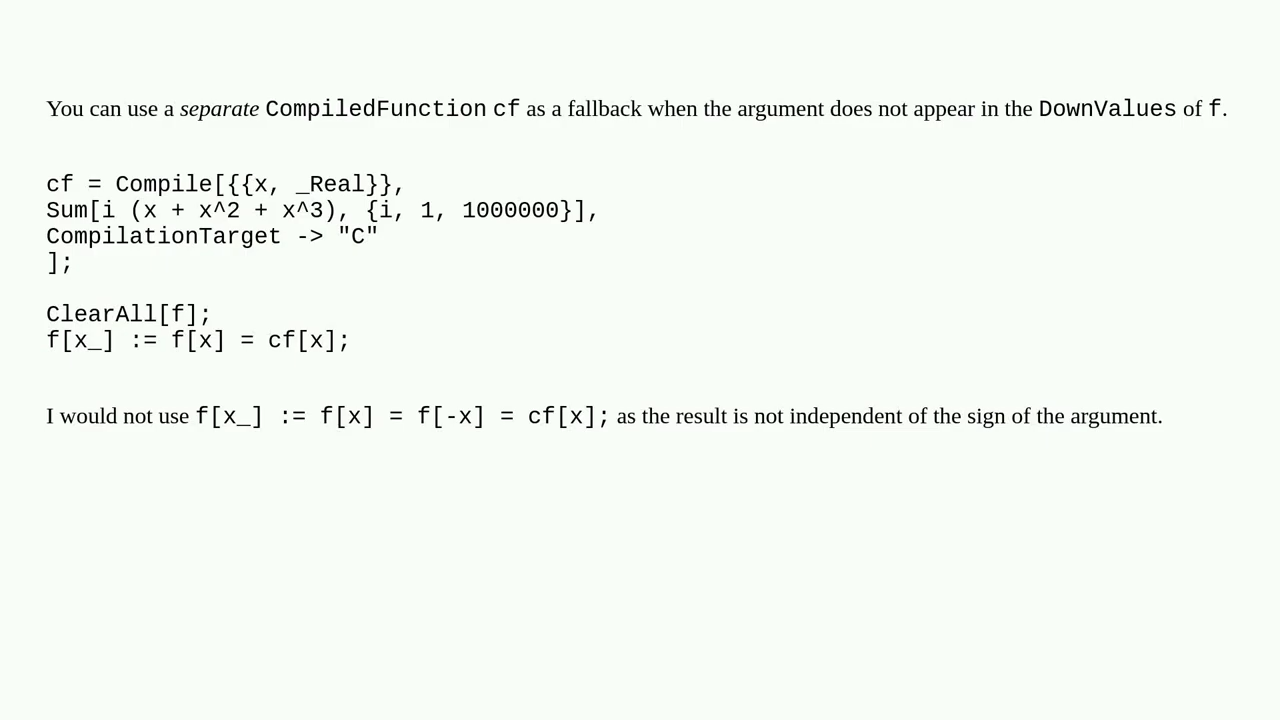 You can use a separate CompiledFunction cf as a fallback when the argument does not appear in the DownValues of f.
cf = Compile[{{x, _Real}},
Sum[i (x + x^2 + x^3), {i, 1, 1000000}],
CompilationTarget -> "C"
];
ClearAll[f];
f[x_] := f[x] = cf[x];
I would not use f[x_] := f[x] = f[-x] = cf[x]; as the result is not independent of the sign of the argument.